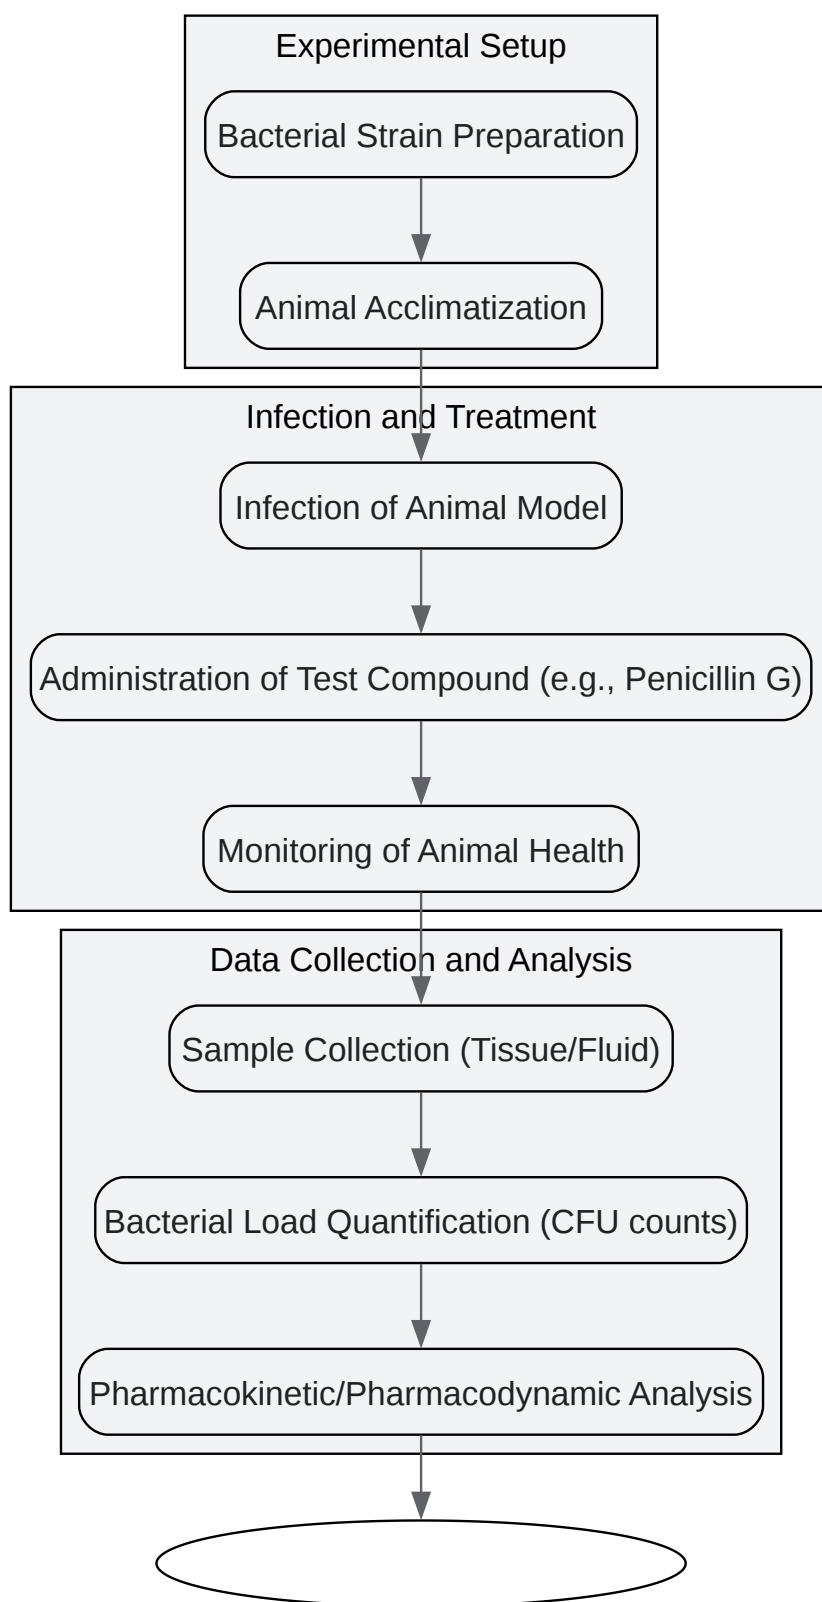 Experimental Setup
Bacterial Strain Preparation
Animal Acclimatization
Infection and Treatment
Infection of Animal Model
Administration of Test Compound (e.g., Penicillin G)
Monitoring of Animal Health
Data Collection and Analysis
Sample Collection (Tissue/Fluid)
Bacterial Load Quantification (CFU counts)
Pharmacokinetic/Pharmacodynamic Analysis